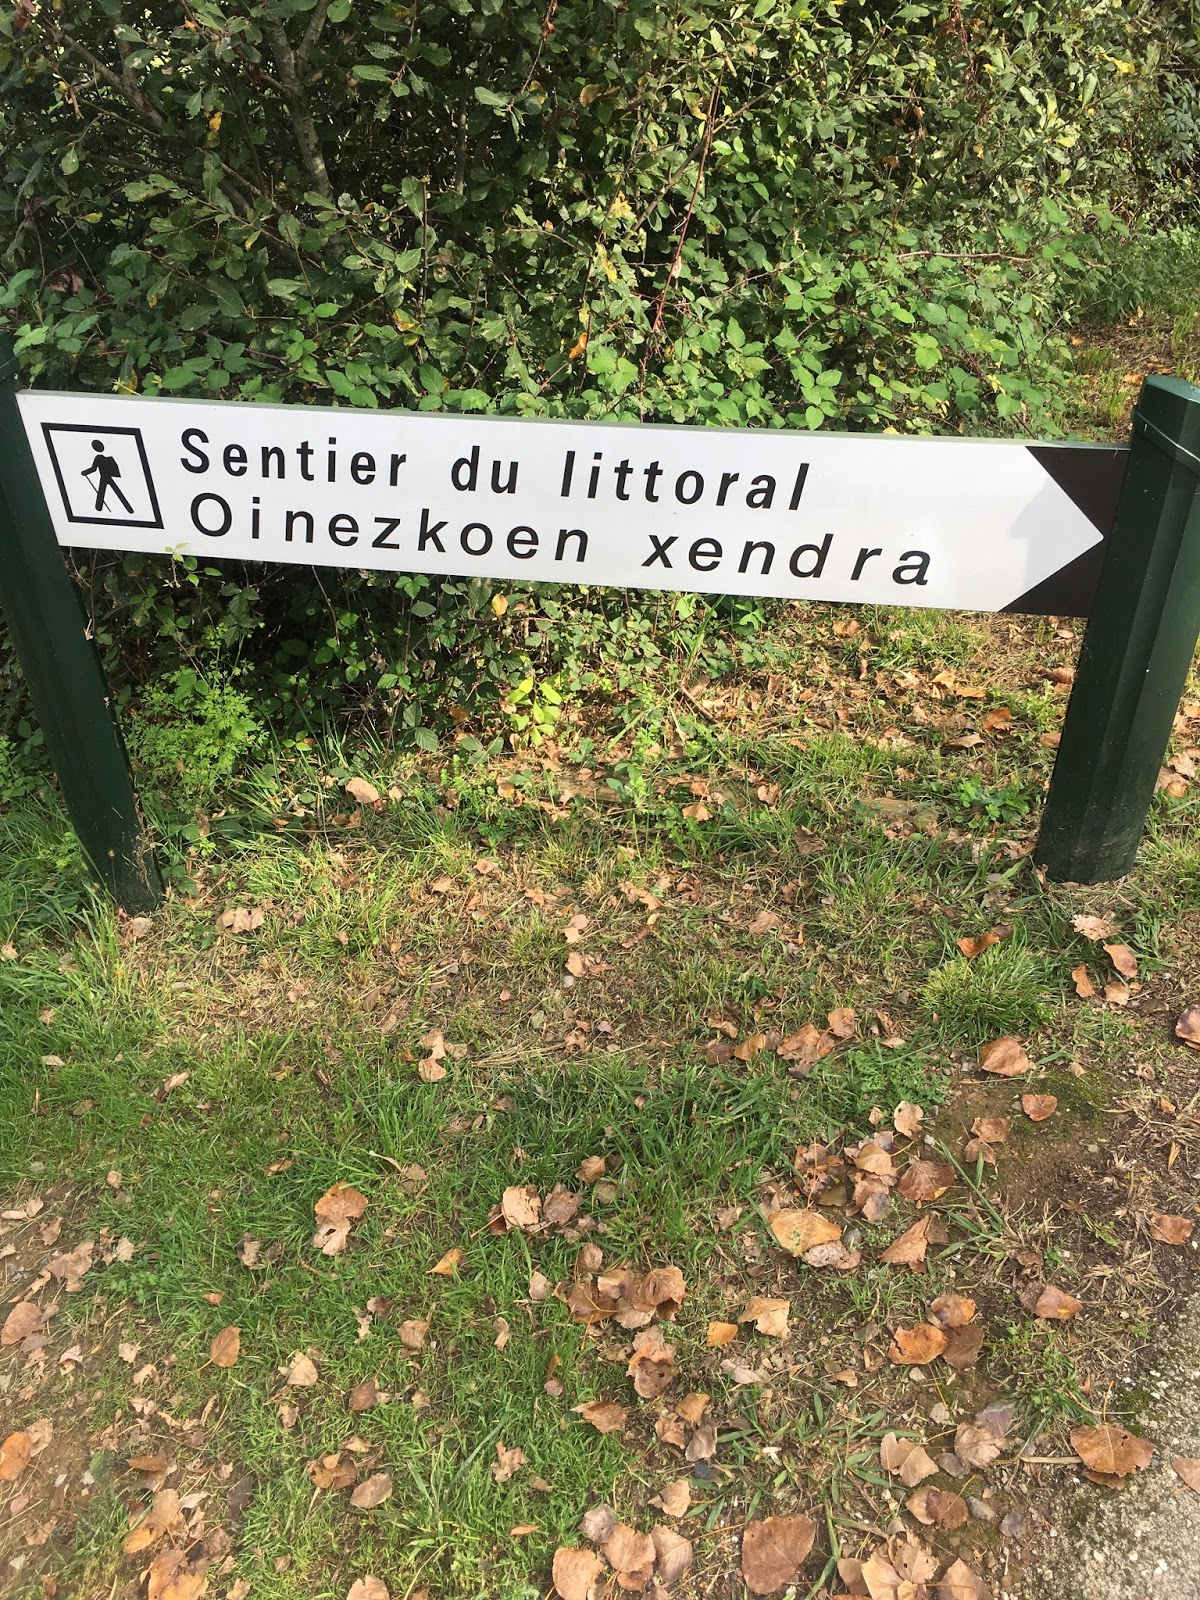 Sentier du littoral
Oinezkoen xendra